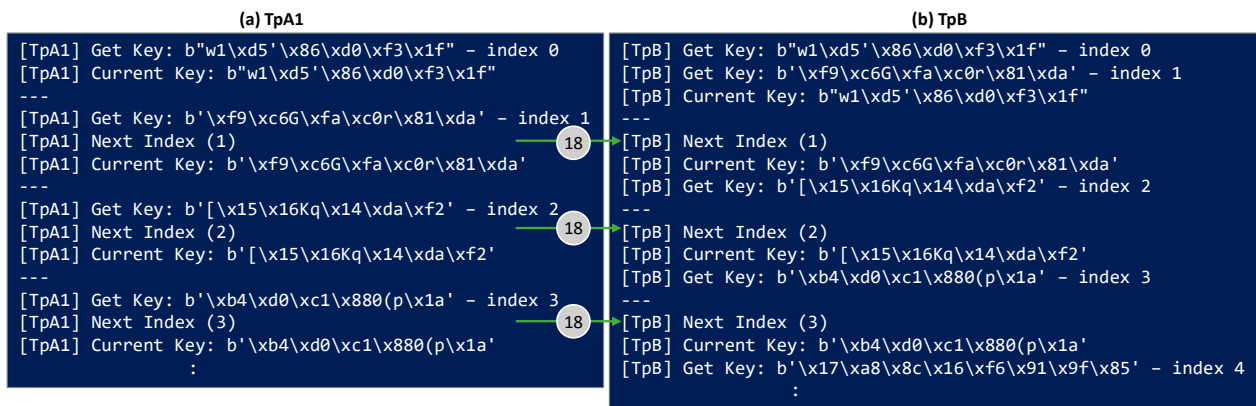 (a) TpA1
[TpA1] Get Key: b"w1\xd5'\x86\xd0\xf3\x1f" – index 0
[TpA1] Current Key: b"w1\xd5'\x86\xd0\xf3\x1f"
---
[TpA1] Get Key: b'\xf9\xc6G\xfa\xc0r\x81\xda' – index 1
[TpA1] Next Index (1)
[TpA1] Current Key: b'\xf9\xc6G\xfa\xc0r\x81\xda'
---
[TpA1] Get Key: b'[\x15\x16Kq\x14\xda\xf2' – index 2
[TpA1] Next Index (2)
[TpA1] Current Key: b'[\x15\x16Kq\x14\xda\xf2'
---
[TpA1] Get Key: b'\xb4\xd0\xc1\x880(p\x1a' – index 3
[TpA1] Next Index (3)
[TpA1] Current Key: b'\xb4\xd0\xc1\x880(p\x1a'
:
18
18
18
(b) TpB
[TpB] Get Key: b"w1\xd5'\x86\xd0\xf3\x1f" – index 0
[TpB] Get Key: b'\xf9\xc6G\xfa\xc0r\x81\xda' – index 1
[TpB] Current Key: b"w1\xd5'\x86\xd0\xf3\x1f"
---
[TpB] Next Index (1)
[TpB] Current Key: b'\xf9\xc6G\xfa\xc0r\x81\xda'
[TpB] Get Key: b'[\x15\x16Kq\x14\xda\xf2' – index 2
---
[TpB] Next Index (2)
[TpB] Current Key: b'[\x15\x16Kq\x14\xda\xf2'
[TpB] Get Key: b'\xb4\xd0\xc1\x880(p\x1a' – index 3
---
[TpB] Next Index (3)
[TpB] Current Key: b'\xb4\xd0\xc1\x880(p\x1a'
[TpB] Get Key: b'\x17\xa8\x8c\x16\xf6\x91\x9f\x85' – index 4
: